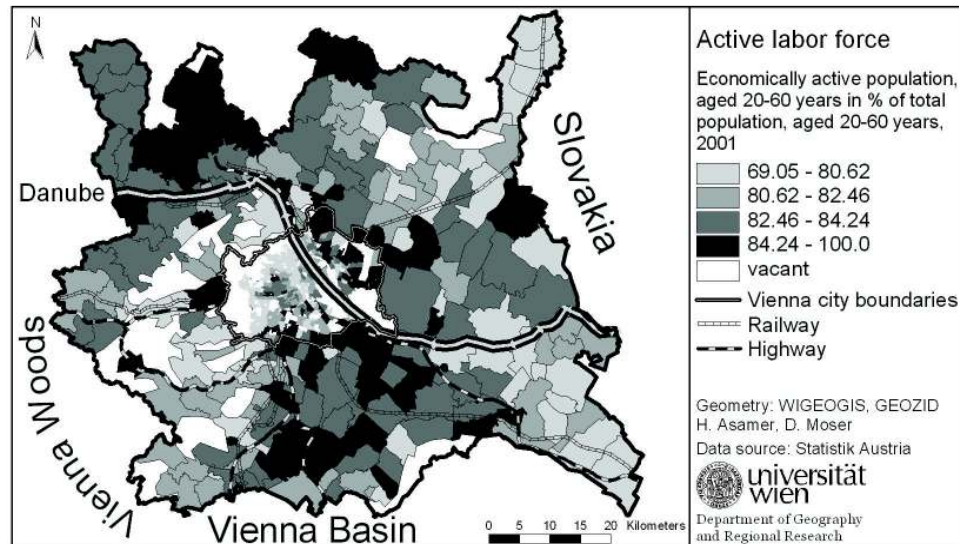 N
Danube
Slovakia
Vienna Woods
Vienna Basin
0 5 10 15 20 Kilometers
Active labor force
Economically active population,
aged 20-60 years in % of total
population, aged 20-60 years,
2001
69.05 - 80.62
80.62 - 82.46
82.46 - 84.24
84.24 - 100.0
vacant
Vienna city boundaries
Railway
Highway
Geometry: WIGEOGIS, GEOZID
H. Asamer, D. Moser
Data source: Statistik Austria
universität
wien
Department of Geography
and Regional Research